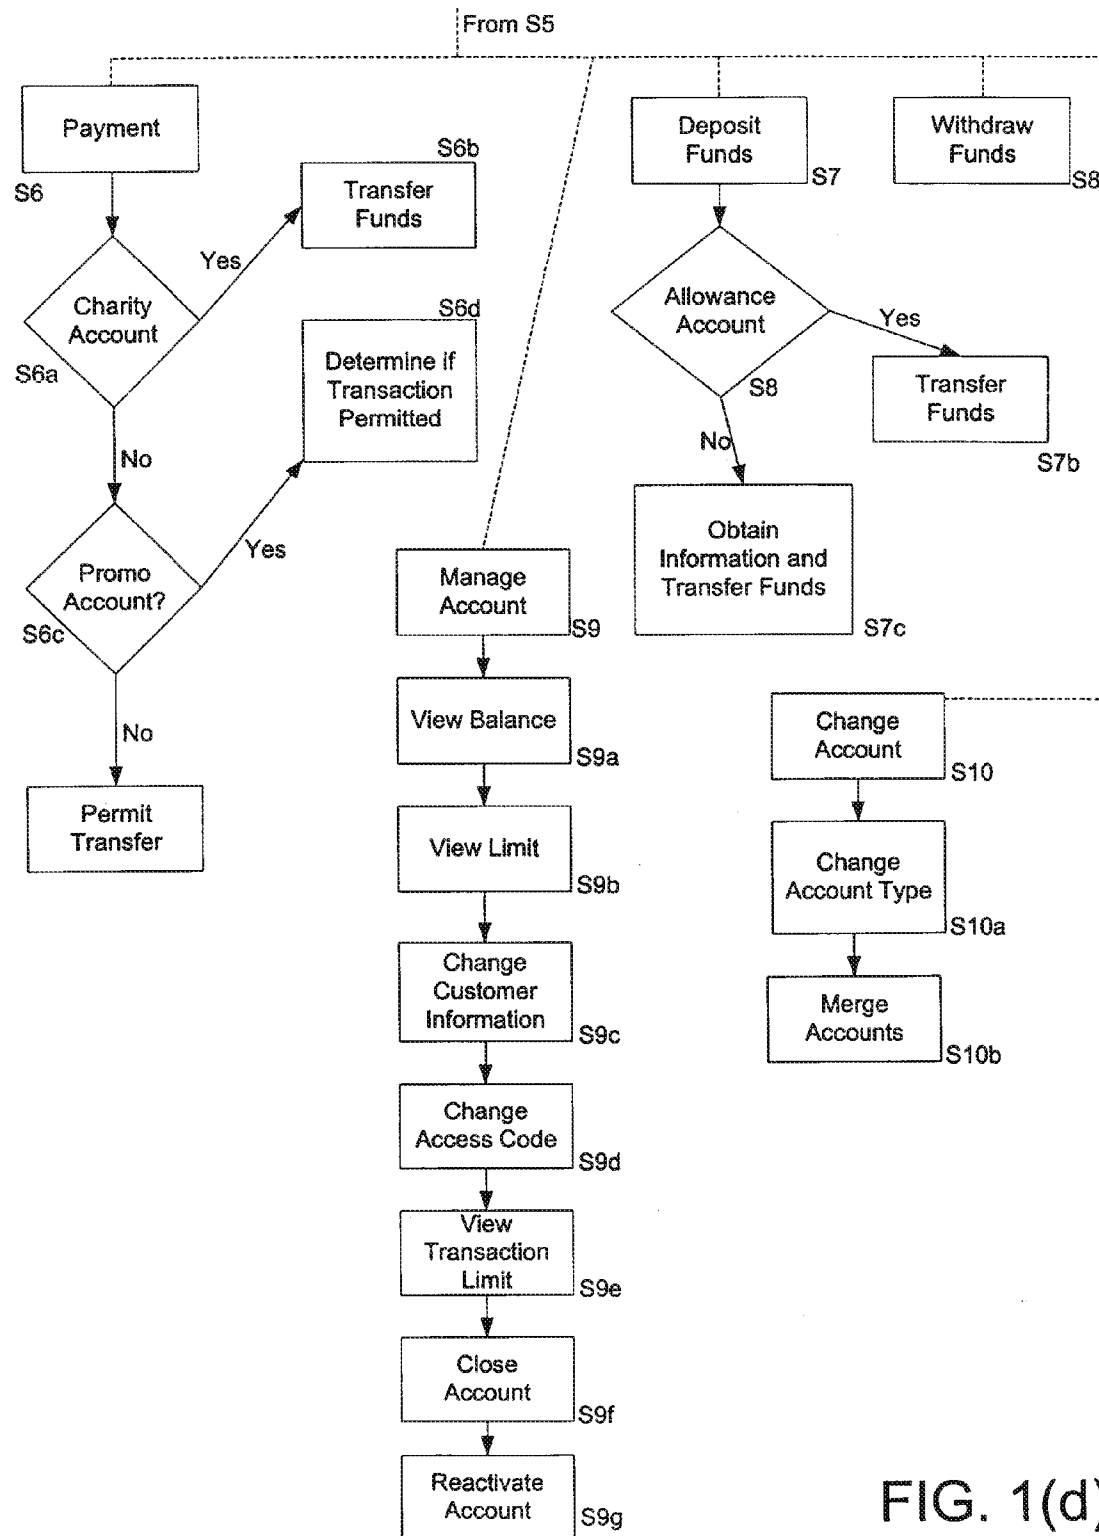 From S5
Payment
S6
Charity
Account
S6a
Yes
S6b
Transfer
Funds
No
Promo
Account?
S6c
Yes
S6d
Determine if
Transaction
Permitted
No
Permit
Transfer
Manage
Account
S9
View Balance
S9a
View Limit
S9b
Change
Customer
Information
S9c
Change
Access Code
S9d
View
Transaction
Limit
S9e
Close
Account
S9f
Reactivate
Account
S9g
Deposit
Funds
S7
Allowance
Account
S8
Yes
Transfer
Funds
S7b
No
Obtain
Information and
Transfer Funds
S7c
Withdraw
Funds
S8
Change
Account
S10
Change
Account Type
S10a
Merge
Accounts
S10b
FIG. 1(d)